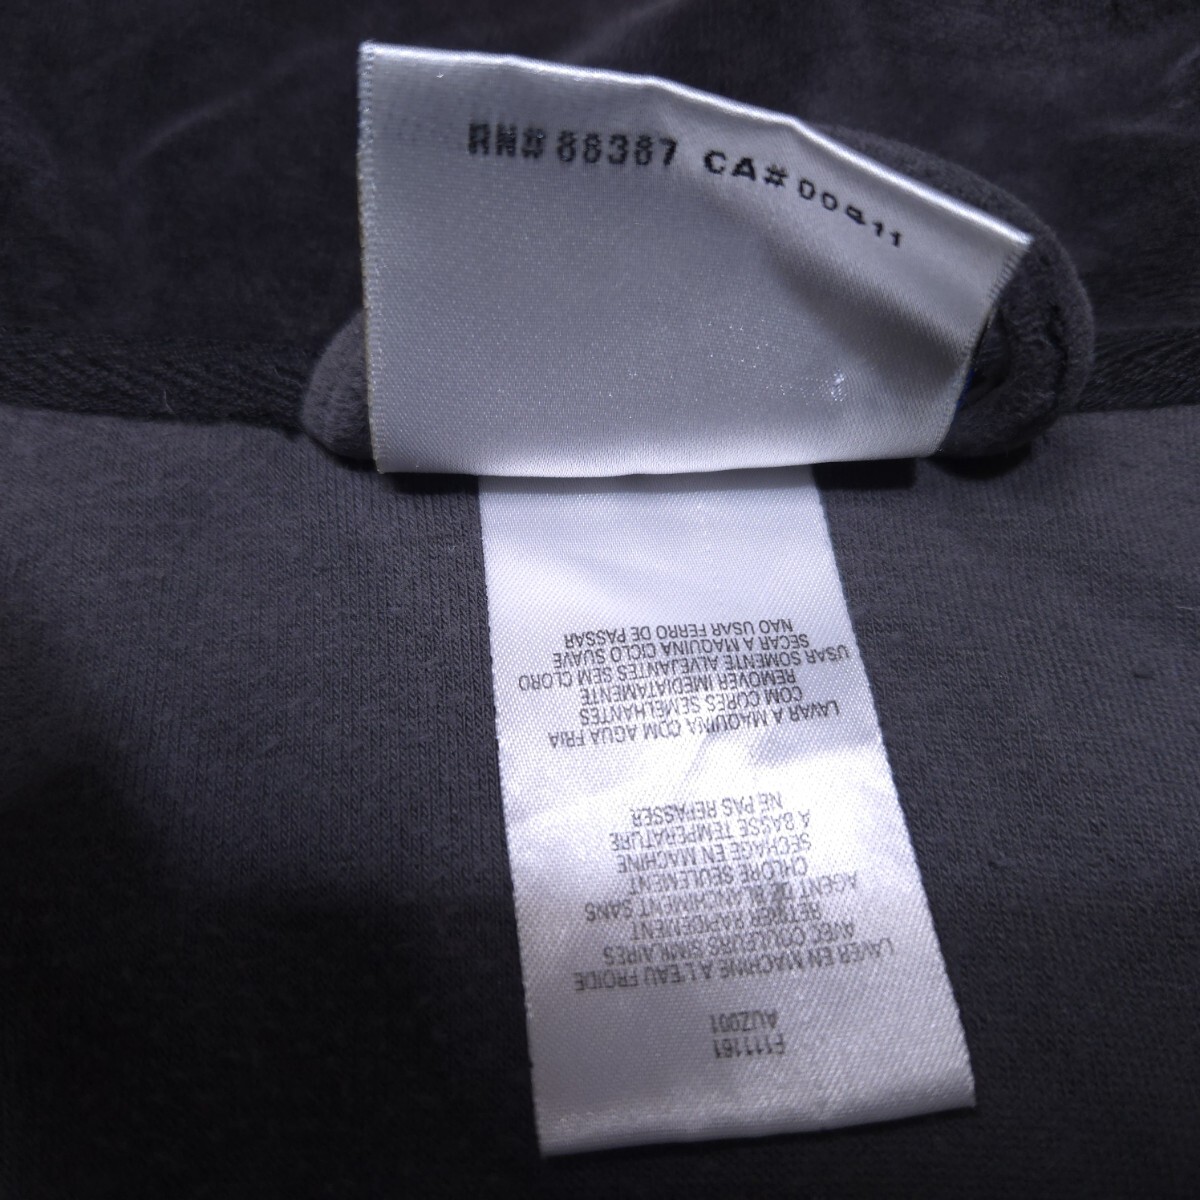 RN#88387 CA#00911
F111161
AUZ001
LAVER EN MACHINE A L'EAU FROIDE
AVEC COULEURS SIMILAIRES
RETIRER RAPIDEMENT
AGENT DE BLANCHIMENT SANS
CHLORE SEULEMENT
SECHAGE EN MACHINE
A BASSE TEMPERATURE
NE PAS REPASSER
LAVAR A MAQUINA COM AGUA FRIA
COM CORES SEMELHANTES
REMOVER IMEDIATAMENTE
USAR SOMENTE ALVEJANTES SEM CLORO
SECAR A MAQUINA CICLO SUAVE
NAO USAR FERRO DE PASSAR